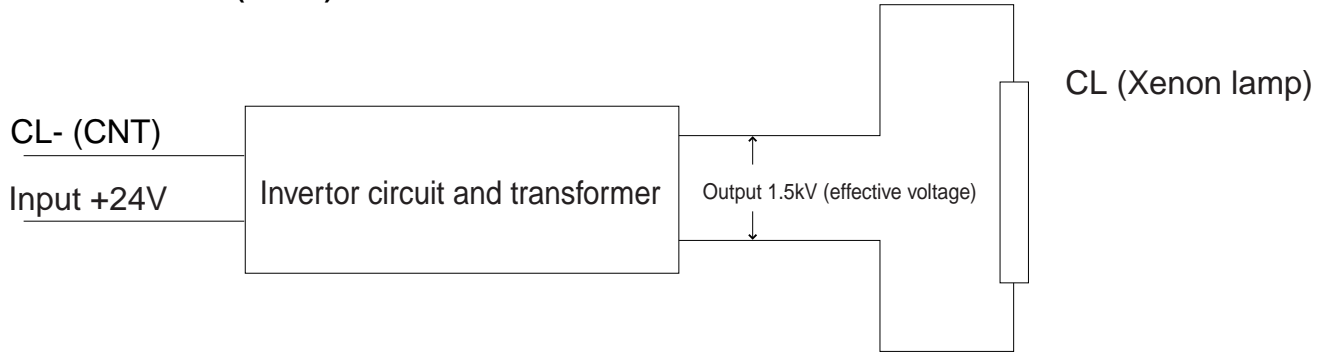 CL (Xenon lamp)
CL- (CNT)
Input +24V
Invertor circuit and transformer
Output 1.5kV (effective voltage)